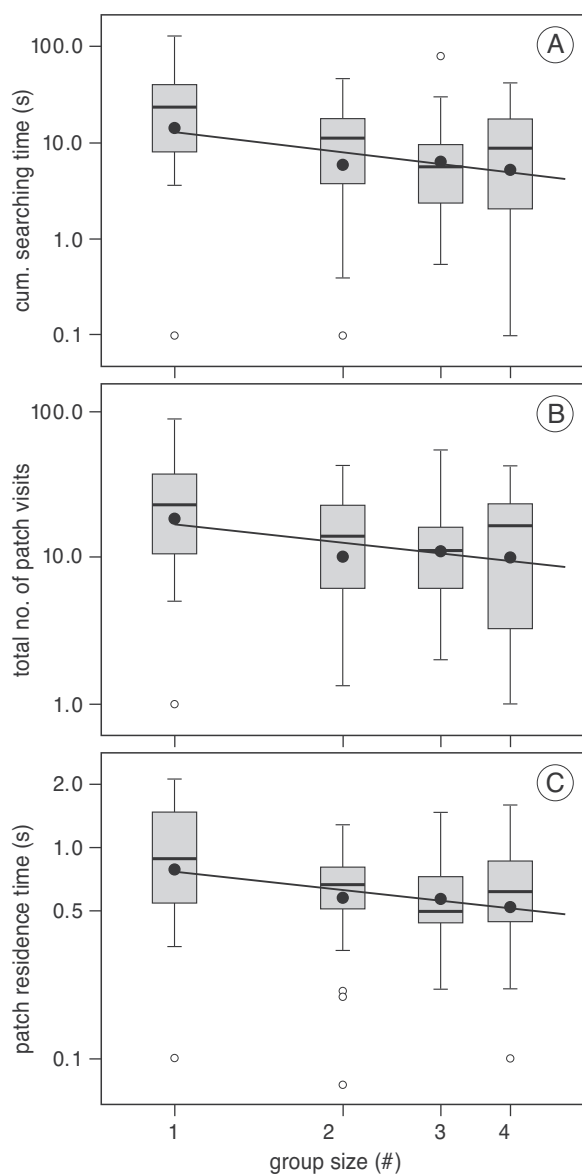 A
100.0
10.0
1.0
0.1
cum. searching time (s)
B
100.0
10.0
1.0
total no. of patch visits
C
2.0
1.0
0.5
0.1
patch residence time (s)
1 2 3 4
group size (#)